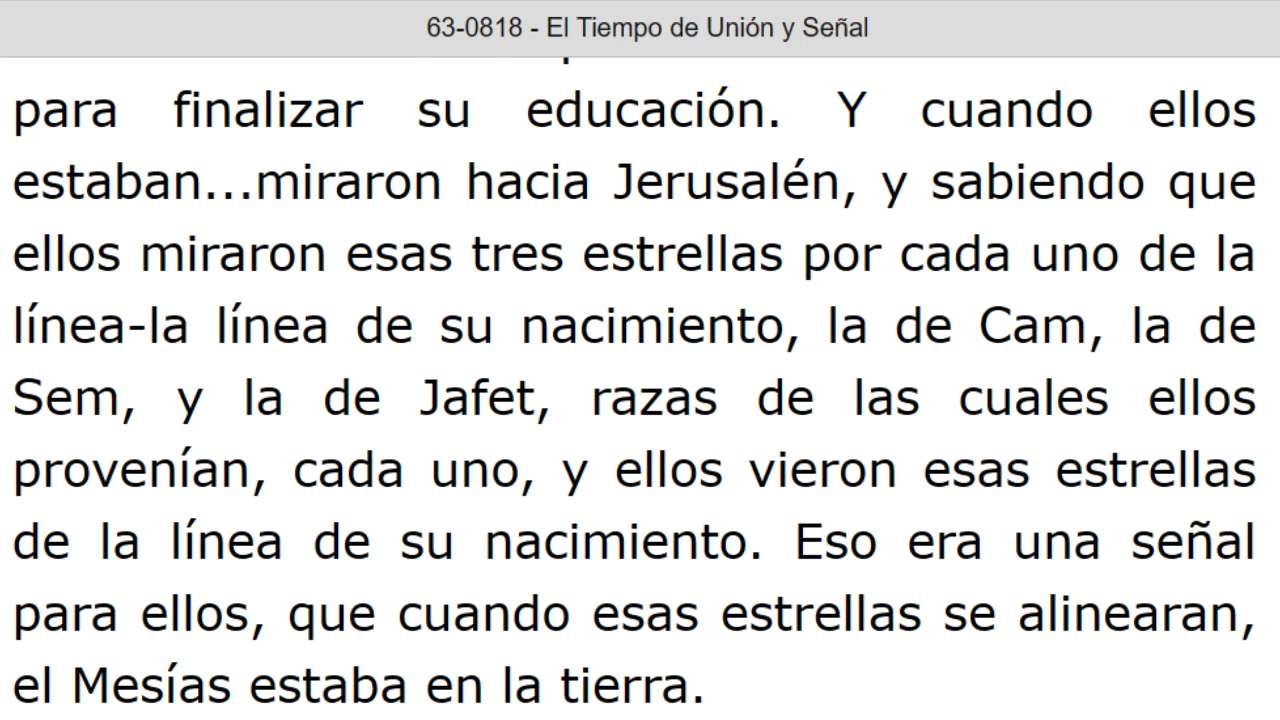 63-0818 - El Tiempo de Unión y Señal
para finalizar su educación. Y cuando ellos
estaban...miraron hacia Jerusalén, y sabiendo que
ellos miraron esas tres estrellas por cada uno de la
línea-la línea de su nacimiento, la de Cam, la de
Sem, y la de Jafet, razas de las cuales ellos
provenían, cada uno, y ellos vieron esas estrellas
de la línea de su nacimiento. Eso era una señal
para ellos, que cuando esas estrellas se alinearan,
el Mesías estaba en la tierra.